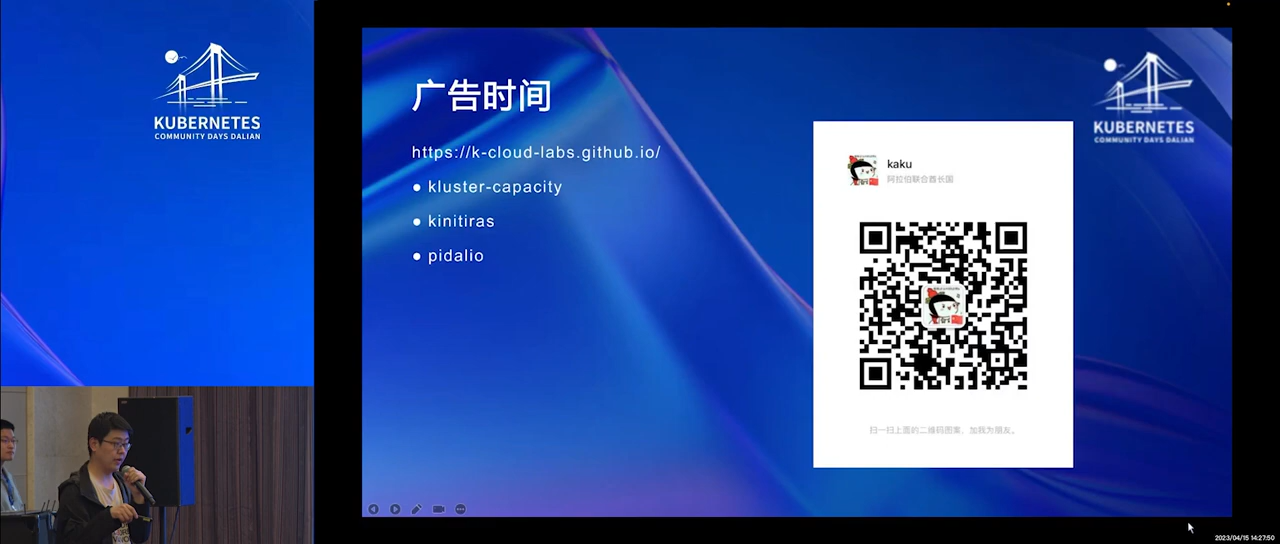 KUBERNETES
COMMUNITY DAYS DALIAN
广告时间
https://k-cloud-labs.github.io/
● kluster-capacity
● kinitiras
● pidalio
KUBERNETES
COMMUNITY DAYS DALIAN
kaku
阿拉伯联合酋长国
扫一扫上面的二维码图案，加我为朋友。
2023/04/15 14:27:50